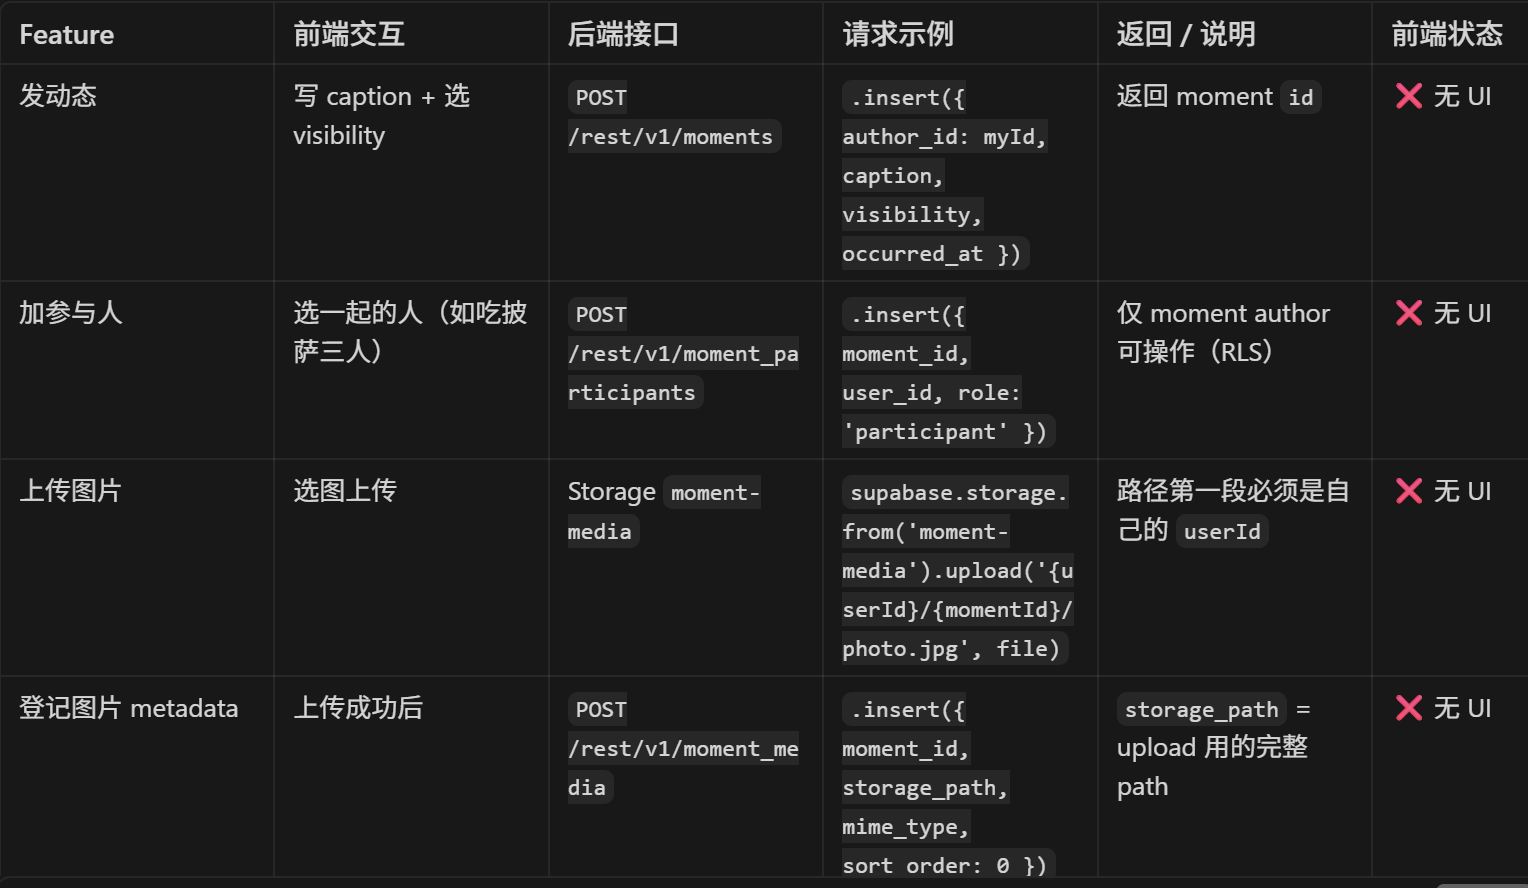 Feature 前端交互 后端接口 请求示例 返回 / 说明 前端状态
发动态
写 caption + 选
visibility
POST
/rest/v1/moments
.insert({
author_id: myId,
caption,
visibility,
occurred_at })
返回 moment id
❌ 无 UI
加参与人
选一起的人（如吃披
萨三人）
POST
/rest/v1/moment_pa
rticipants
.insert({
moment_id,
user_id, role:
'participant' })
仅 moment author
可操作（RLS）
❌ 无 UI
上传图片
选图上传
Storage moment-
media
supabase.storage.
from('moment-
media').upload('{u
serId}/{momentId}/
photo.jpg', file)
路径第一段必须是自
己的 userId
❌ 无 UI
登记图片 metadata
上传成功后
POST
/rest/v1/moment_me
dia
.insert({
moment_id,
storage_path,
mime_type,
sort_order: 0 })
storage_path =
upload 用的完整
path
❌ 无 UI